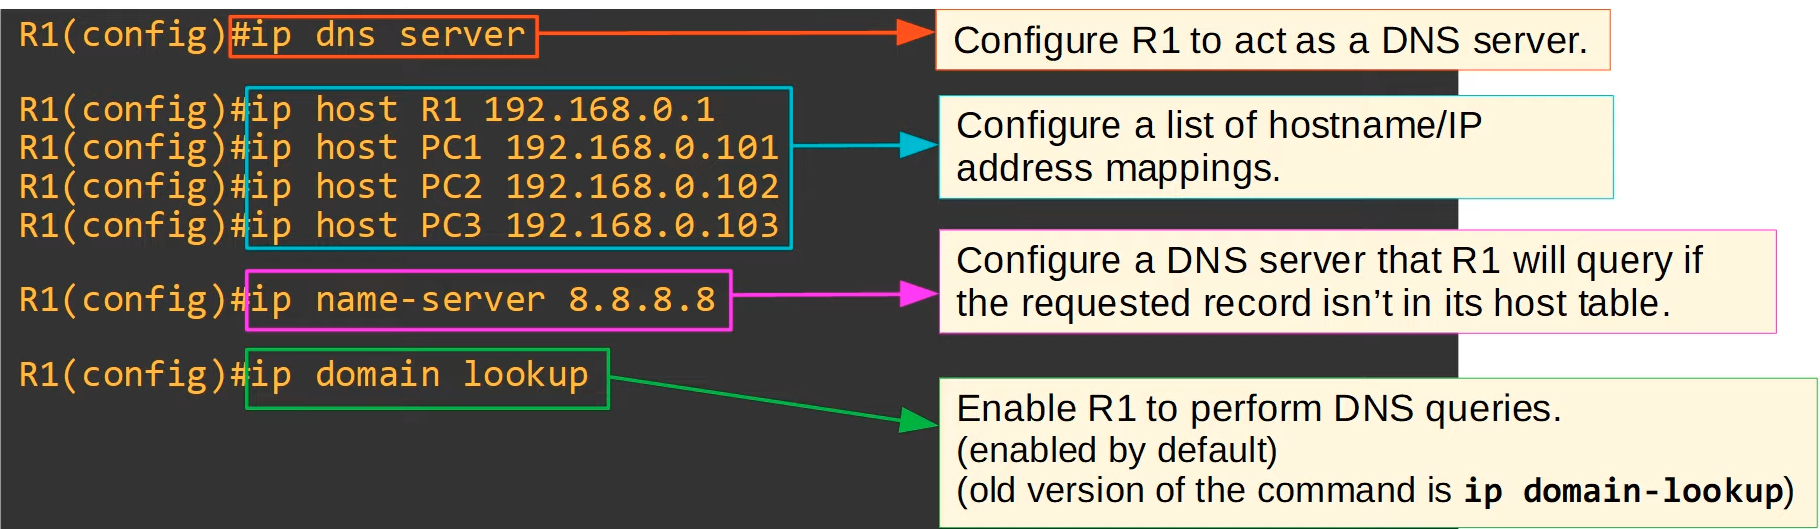 R1(config)#ip dns server
Configure R1 to act as a DNS server.
R1(config)#ip host R1 192.168.0.1
R1(config)#ip host PC1 192.168.0.101
R1(config)#ip host PC2 192.168.0.102
R1(config)#ip host PC3 192.168.0.103
Configure a list of hostname/IP
address mappings.
R1(config)#ip name-server 8.8.8.8
Configure a DNS server that R1 will query if
the requested record isn't in its host table.
R1(config)#ip domain lookup
Enable R1 to perform DNS queries.
(enabled by default)
(old version of the command is ip domain-lookup)